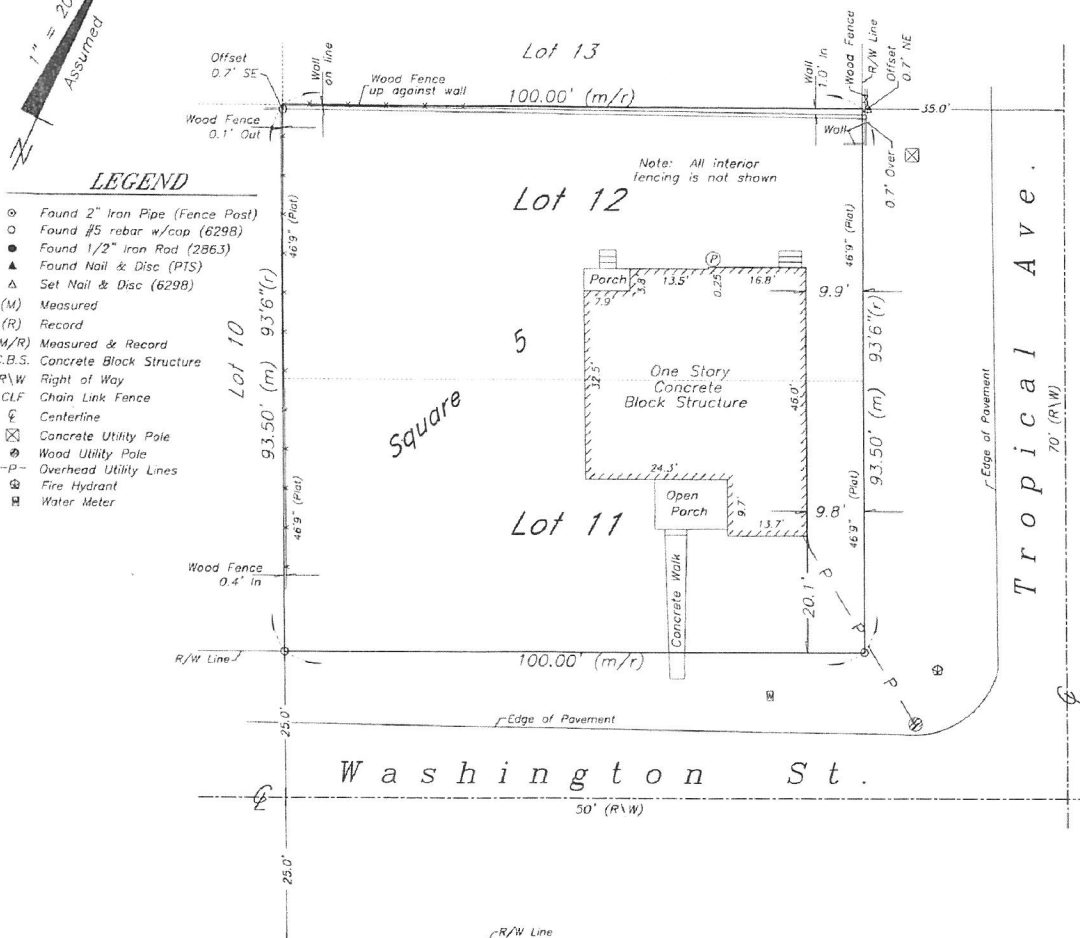 1" = 20
Assumed
N
Lot 13
Offset
0.7' SE
Wall
on line
Wood Fence
up against wall
100.00' (m/r)
Wall
1.0' In
Wood Fence
R/W Line
Offset
0.7' NE
35.0'
Wood Fence
0.1' Out
Wall
0.7' Over
Note: All interior
fencing is not shown
LEGEND
Found 2" Iron Pipe (Fence Post)
Found #5 rebar w/cap (6298)
Found 1/2" Iron Rod (2863)
Found Nail & Disc (PTS)
Set Nail & Disc (6298)
(M) Measured
(R) Record
M/R) Measured & Record
C.B.S. Concrete Block Structure
R\W Right of Way
CLF Chain Link Fence
℄ Centerline
Concrete Utility Pole
Wood Utility Pole
-P- Overhead Utility Lines
Fire Hydrant
Water Meter
Lot 12
46'9" (Plat)
46'9" (Plat)
P
Porch
3.8'
13.5'
0.25'
16.8'
7.9'
9.9'
Lot 10
93.50' (m) 93'6"(r)
5
Square
32.5'
One Story
Concrete
Block Structure
46.0'
93.50' (m) 93'6"(r)
Edge of Pavement
Tropical Ave.
70' (R\W)
24.3'
Open
Porch
9.7'
13.7'
9.8'
46'9" (Plat)
46'9" (Plat)
Lot 11
Wood Fence
0.4' In
Concrete Walk
20.1'
P
P
P
R/W Line
100.00' (m/r)
W
Edge of Pavement
25.0'
Washington St.
℄
℄
50' (R\W)
25.0'
R/W Line